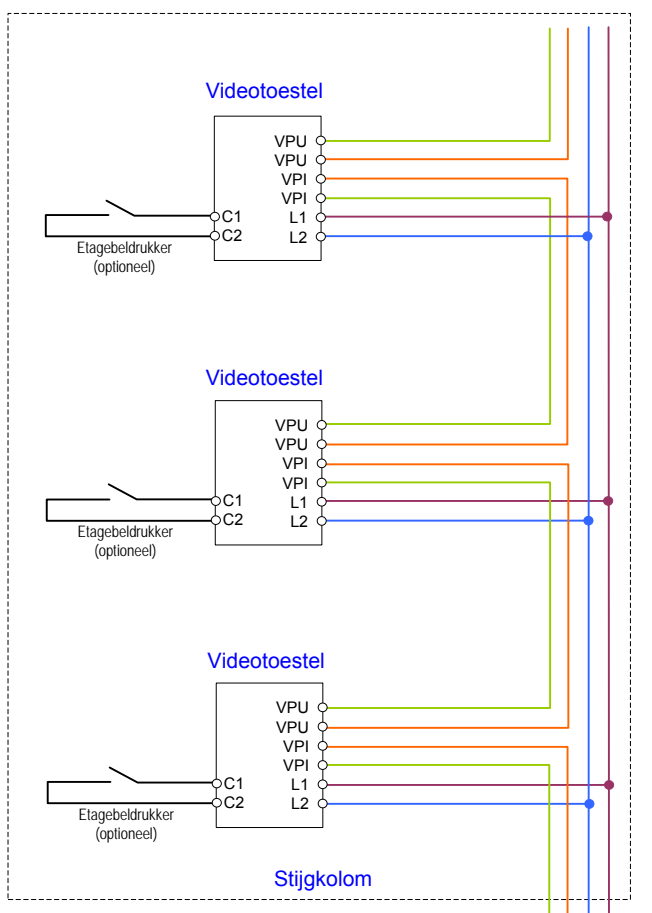 Videotoestel
VPU
VPU
VPI
VPI
C1 L1
C2 L2
Etagebeldrukker
(optioneel)
Videotoestel
VPU
VPU
VPI
VPI
C1 L1
C2 L2
Etagebeldrukker
(optioneel)
Videotoestel
VPU
VPU
VPI
VPI
C1 L1
C2 L2
Etagebeldrukker
(optioneel)
Stijgkolom